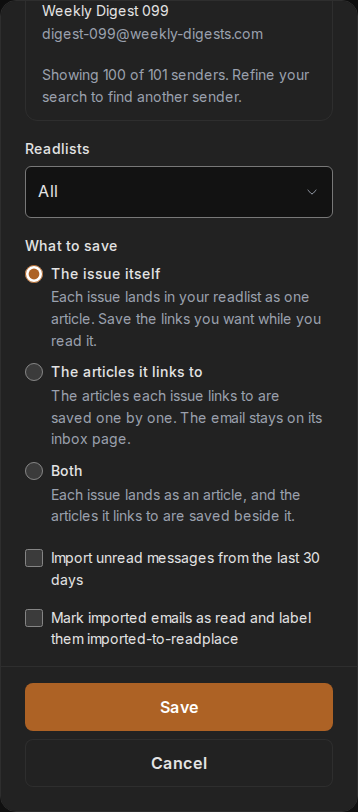 Weekly Digest 099
digest-099@weekly-digests.com
Showing 100 of 101 senders. Refine your
search to find another sender.
Readlists
All
What to save
The issue itself
Each issue lands in your readlist as one
article. Save the links you want while you
read it.
The articles it links to
The articles each issue links to are
saved one by one. The email stays on its
inbox page.
Both
Each issue lands as an article, and the
articles it links to are saved beside it.
Import unread messages from the last 30
days
Mark imported emails as read and label
them imported-to-readplace
Save
Cancel